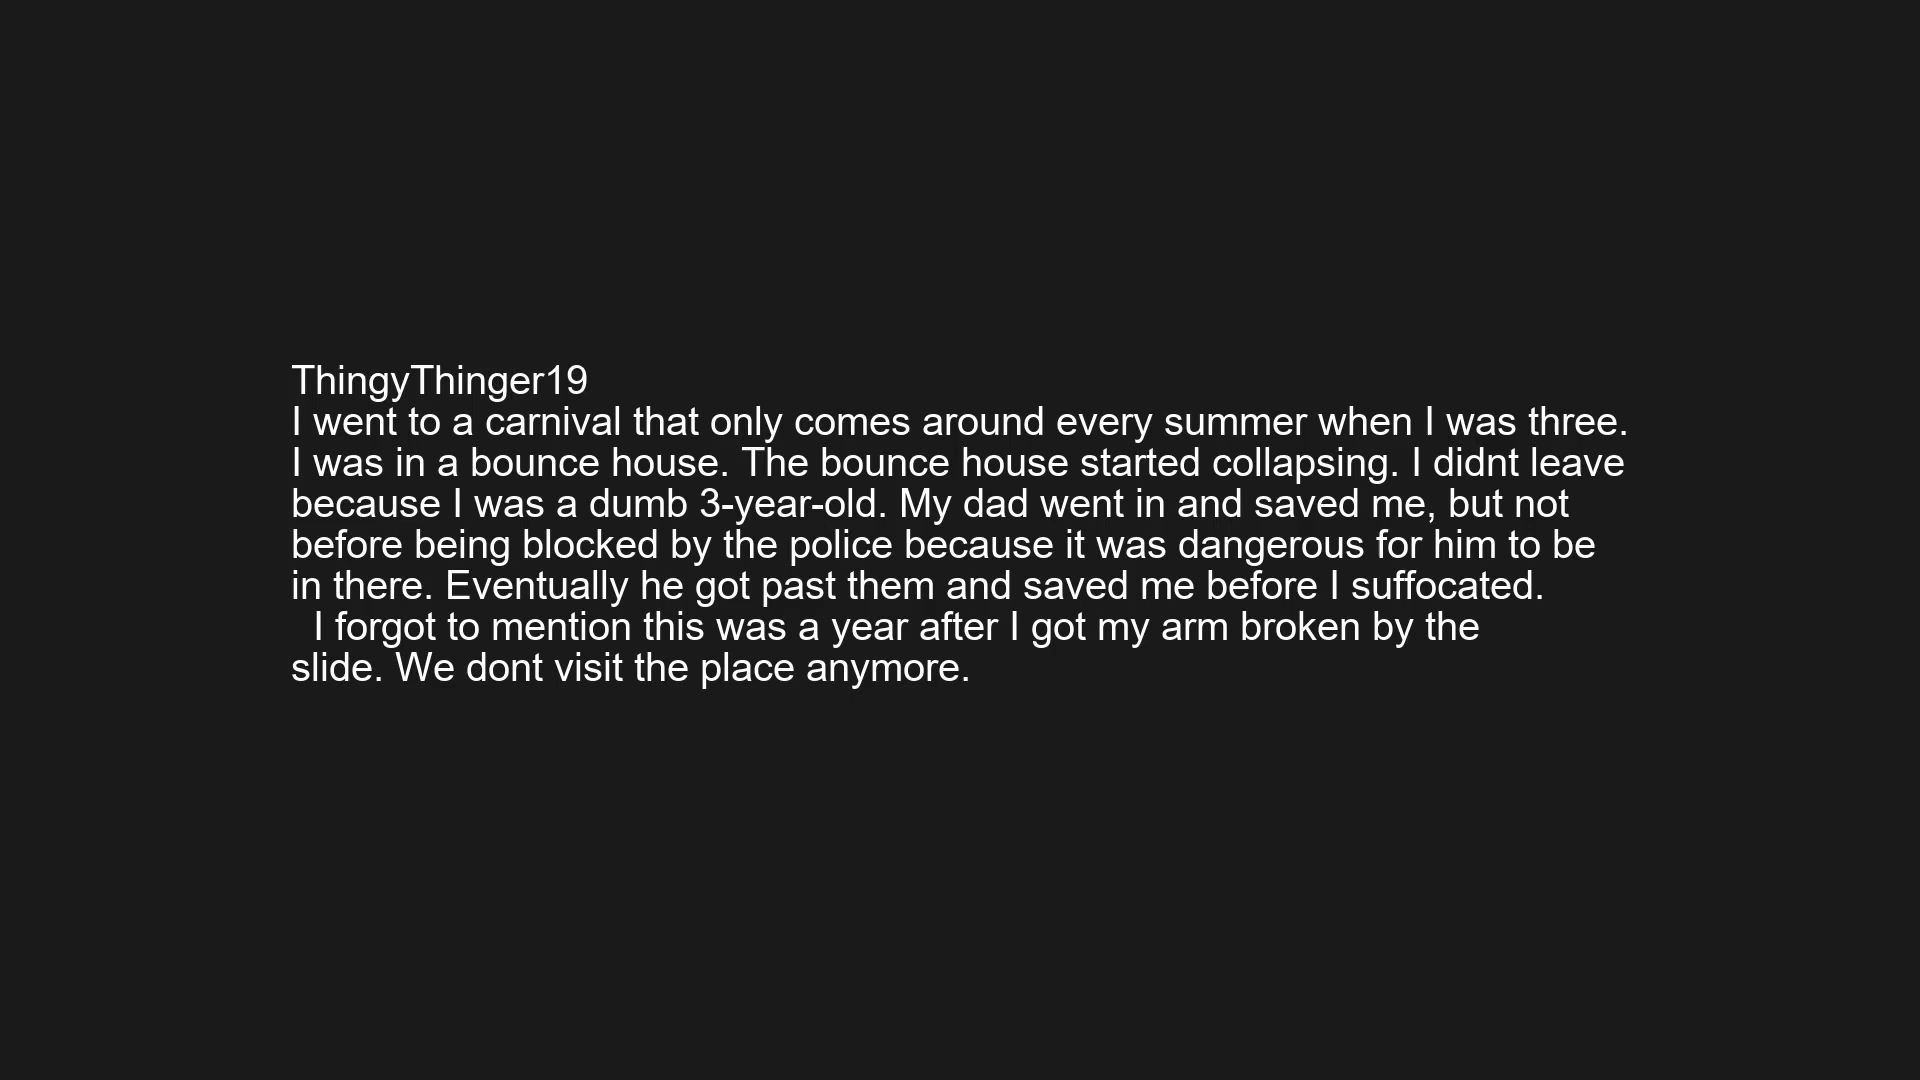 ThingyThinger19
I went to a carnival that only comes around every summer when I was three.
I was in a bounce house. The bounce house started collapsing. I didnt leave
because I was a dumb 3-year-old. My dad went in and saved me, but not
before being blocked by the police because it was dangerous for him to be
in there. Eventually he got past them and saved me before I suffocated.
I forgot to mention this was a year after I got my arm broken by the
slide. We dont visit the place anymore.